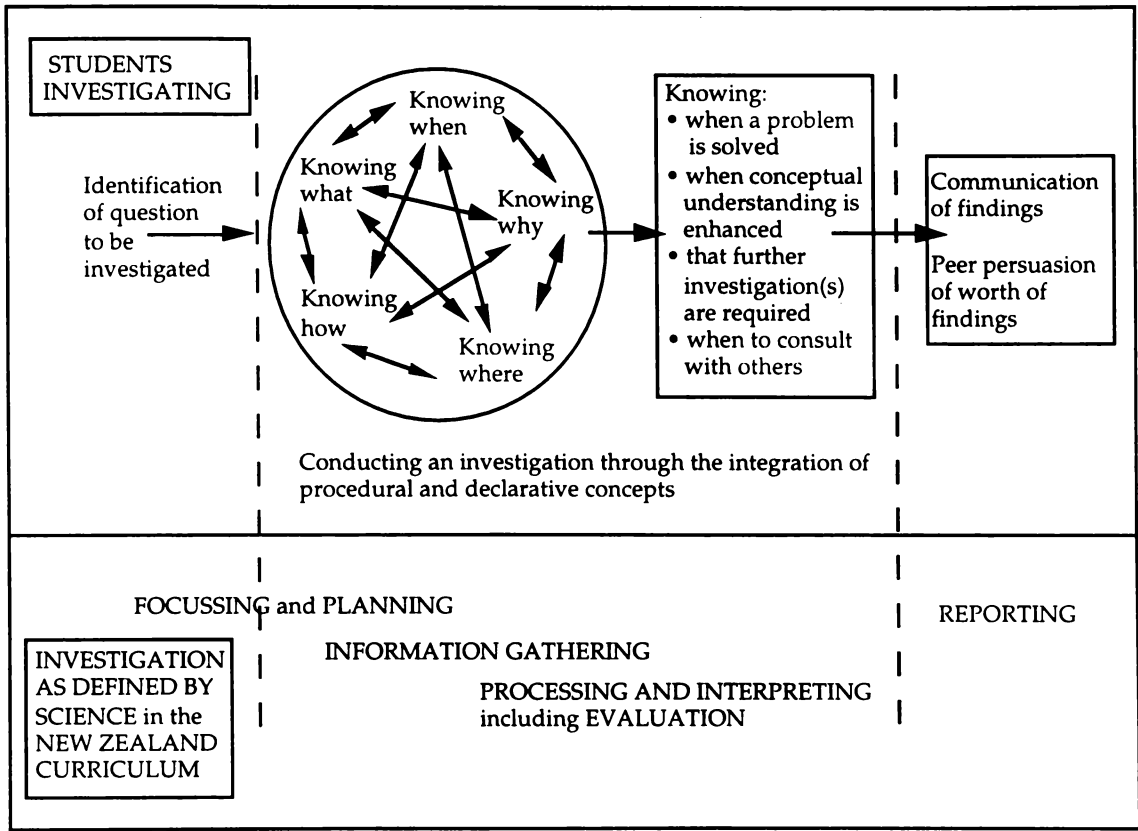 STUDENTS
INVESTIGATING
Identification
of question
to be
investigated
Knowing
when
Knowing
what
Knowing
why
Knowing
how
Knowing
where
Knowing:
• when a problem
is solved
• when conceptual
understanding is
enhanced
• that further
investigation(s)
are required
• when to consult
with others
Communication
of findings
Peer persuasion
of worth of
findings
Conducting an investigation through the integration of
procedural and declarative concepts
FOCUSSING and PLANNING
REPORTING
INFORMATION GATHERING
PROCESSING AND INTERPRETING
including EVALUATION
INVESTIGATION
AS DEFINED BY
SCIENCE in the
NEW ZEALAND
CURRICULUM